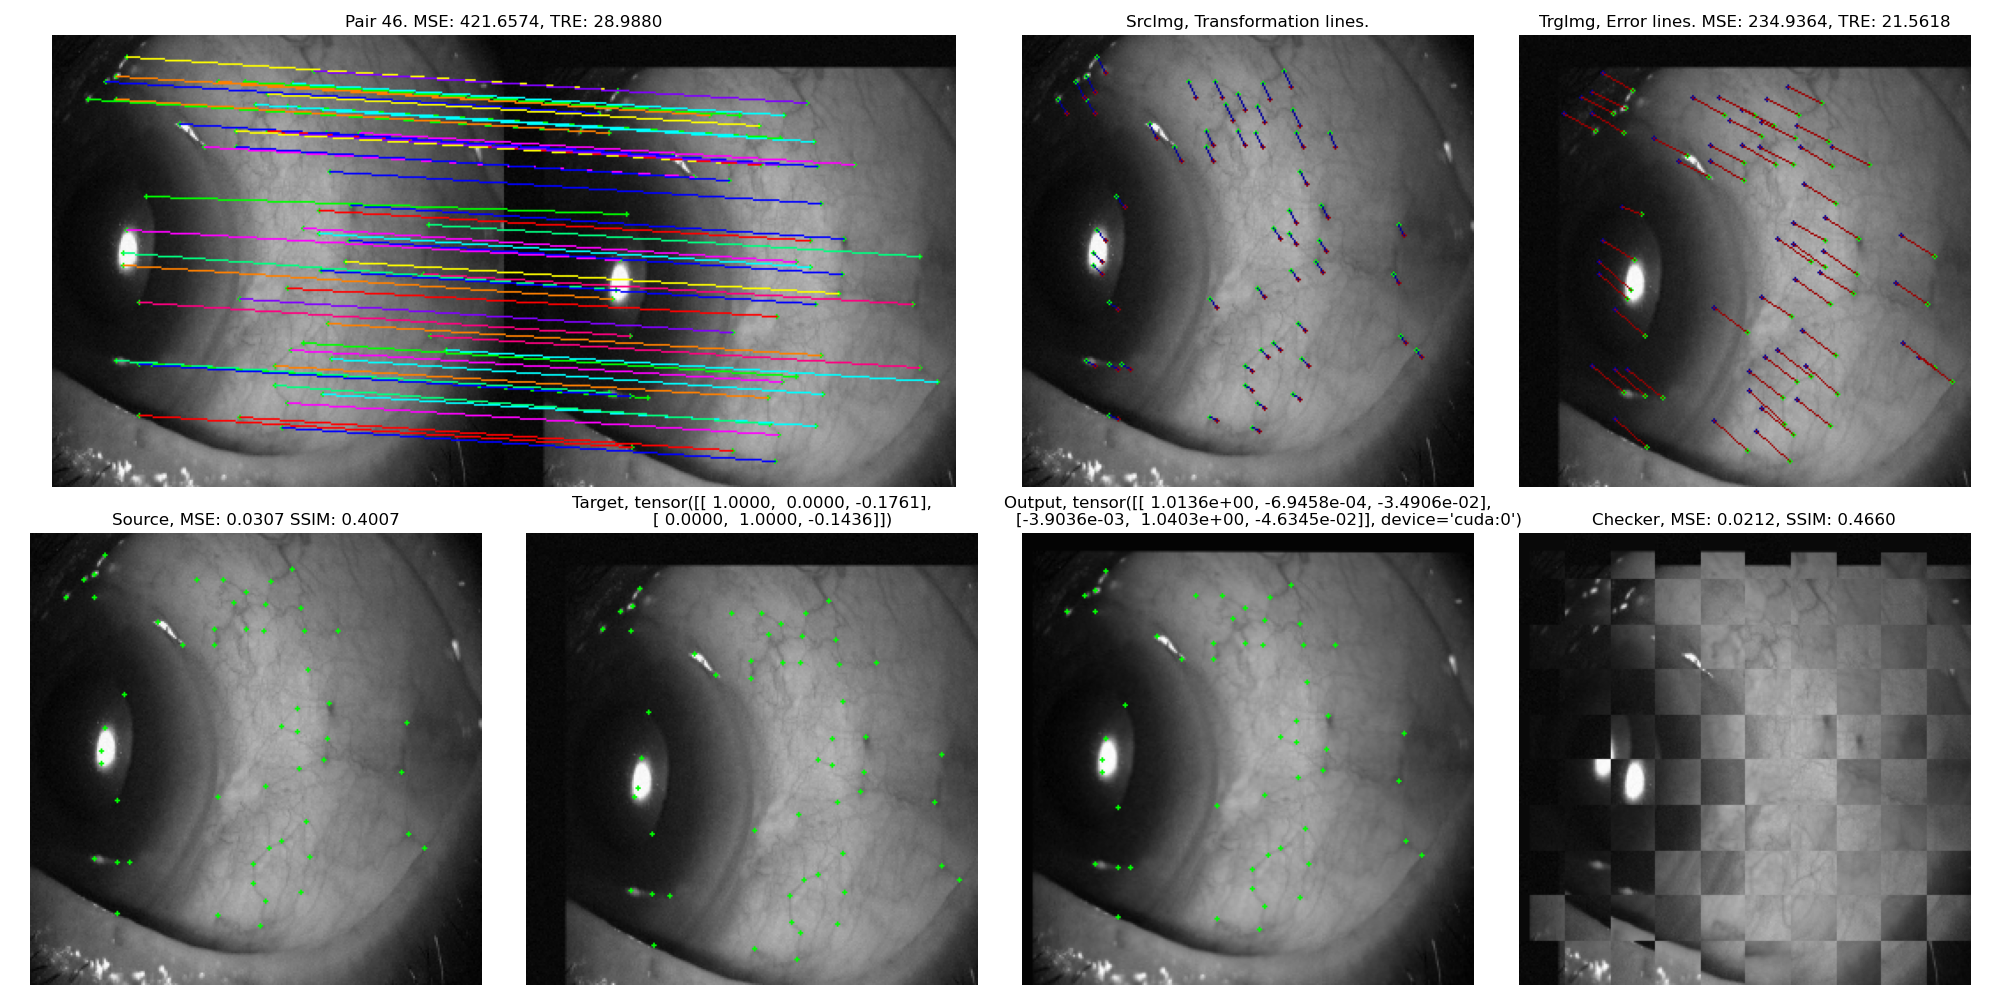 Pair 46. MSE: 421.6574, TRE: 28.9880
SrcImg, Transformation lines.
TrgImg, Error lines. MSE: 234.9364, TRE: 21.5618
Source, MSE: 0.0307 SSIM: 0.4007
Target, tensor([[ 1.0000,  0.0000, -0.1761],
[ 0.0000,  1.0000, -0.1436]])
Output, tensor([[ 1.0136e+00, -6.9458e-04, -3.4906e-02],
[-3.9036e-03,  1.0403e+00, -4.6345e-02]], device='cuda:0')
Checker, MSE: 0.0212, SSIM: 0.4660